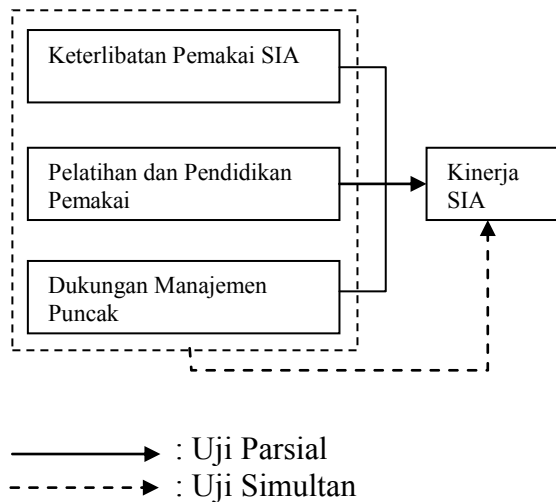 Keterlibatan Pemakai SIA
Pelatihan dan Pendidikan
Pemakai
Kinerja
SIA
Dukungan Manajemen
Puncak
: Uji Parsial
: Uji Simultan